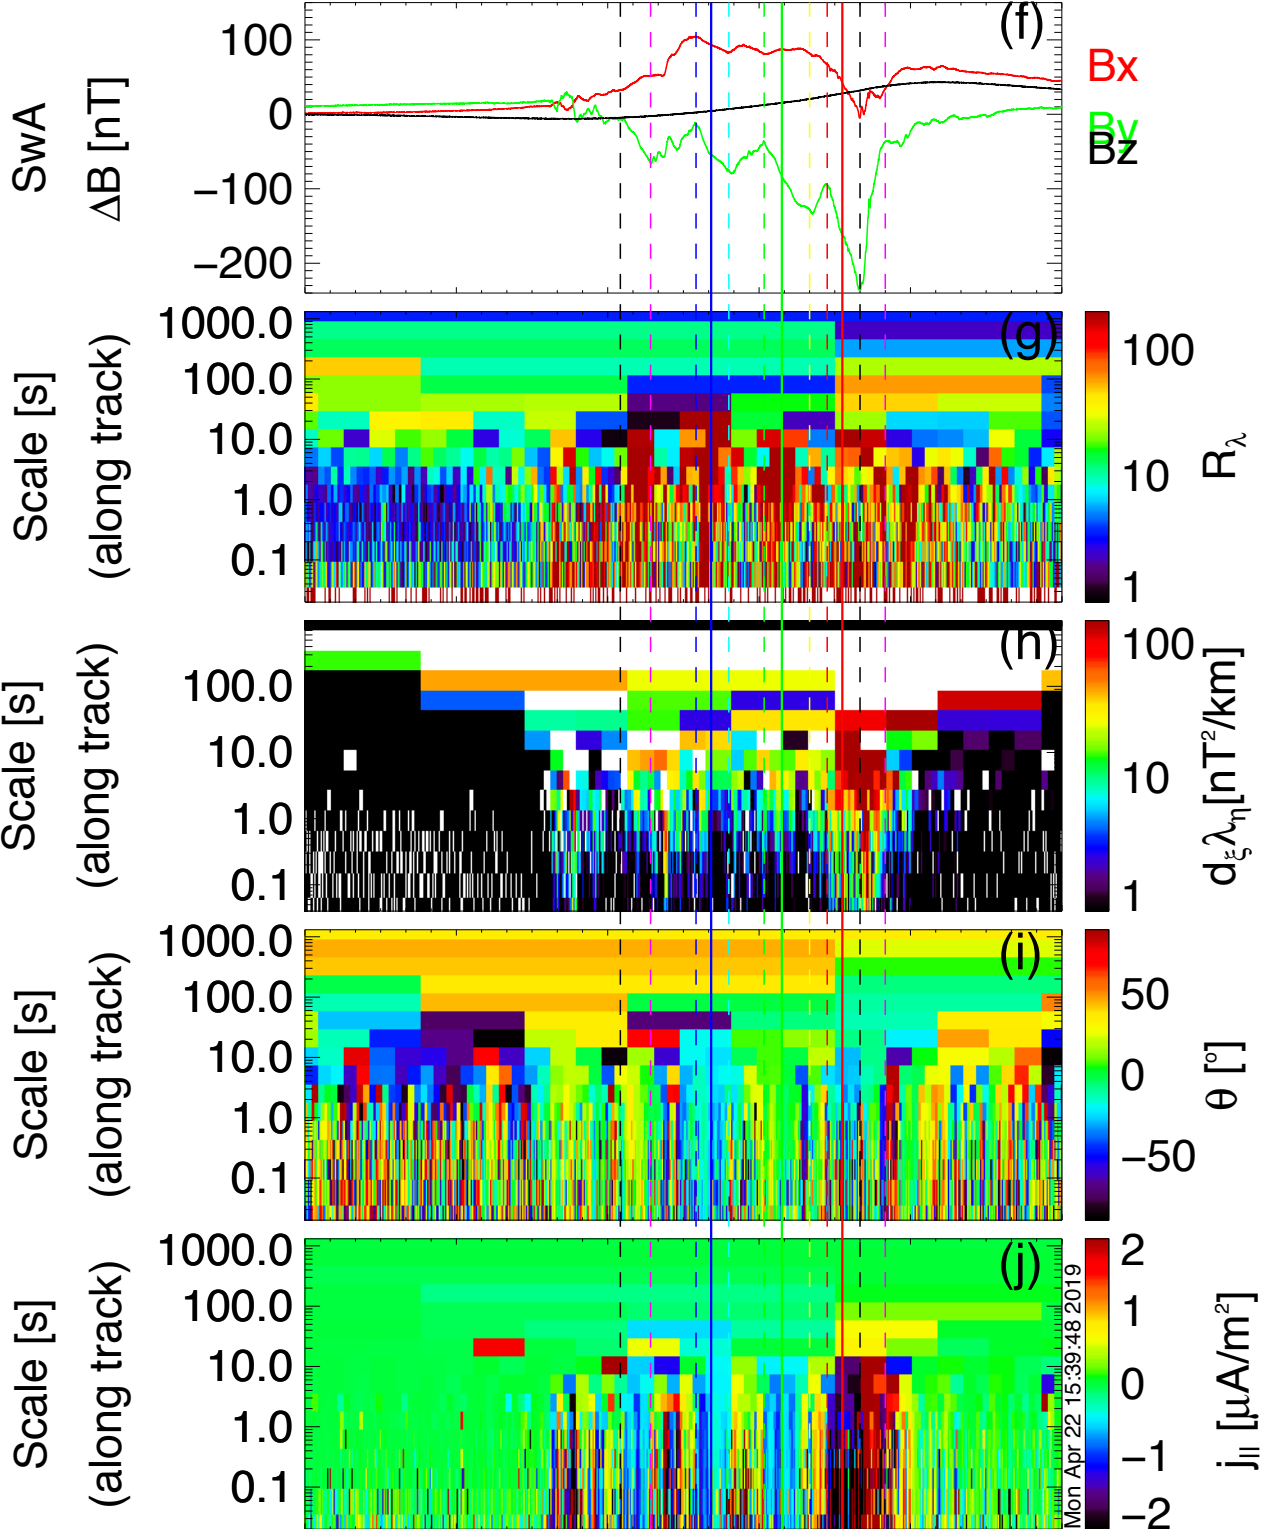 (f)
SwA
ΔB [nT]
100
0
−100
−200
Bx
By
Bz
(g)
Scale [s]
(along track)
1000.0
100.0
10.0
1.0
0.1
100
10
1
Rλ
(h)
Scale [s]
(along track)
100.0
10.0
1.0
0.1
100
10
1
dξλη[nT²/km]
(i)
Scale [s]
(along track)
1000.0
100.0
10.0
1.0
0.1
50
0
−50
θ [º]
(j)
Scale [s]
(along track)
1000.0
100.0
10.0
1.0
0.1
Mon Apr 22 15:39:48 2019
2
1
0
−1
−2
j|| [μA/m²]